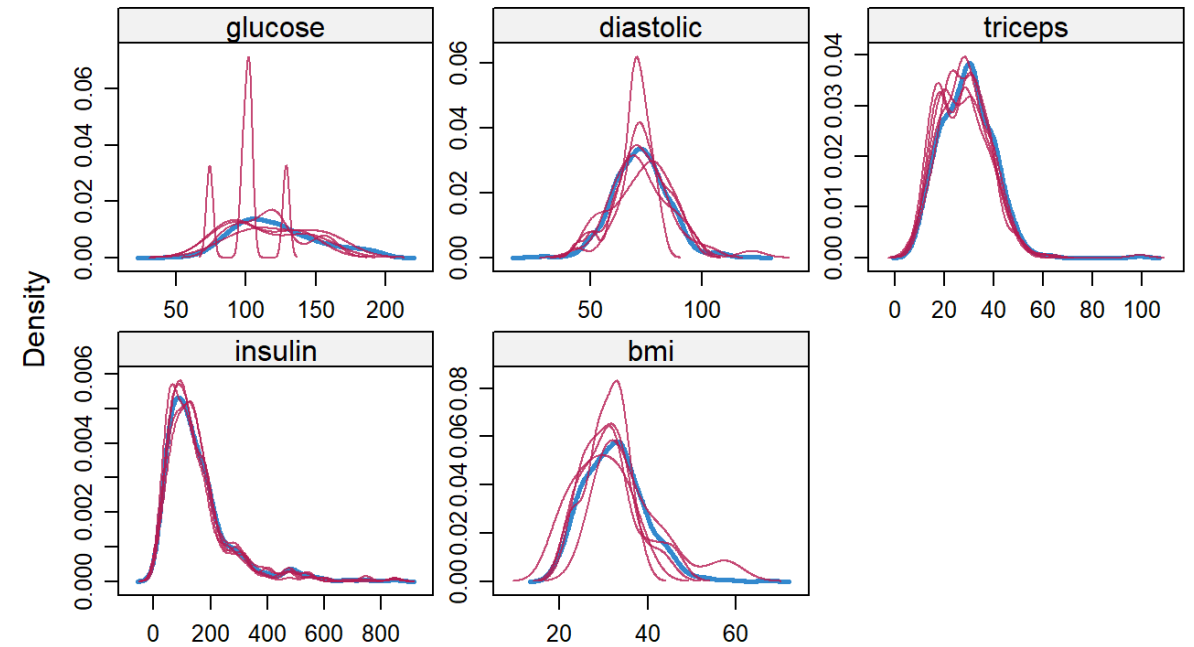 glucose
0.00 0.02 0.04 0.06
50 100 150 200
diastolic
0.00 0.02 0.04 0.06
50 100
triceps
0.00 0.01 0.02 0.03 0.04
0 20 40 60 80 100
Density
insulin
0.000 0.002 0.004 0.006
0 200 400 600 800
bmi
0.00 0.02 0.04 0.06 0.08
20 40 60